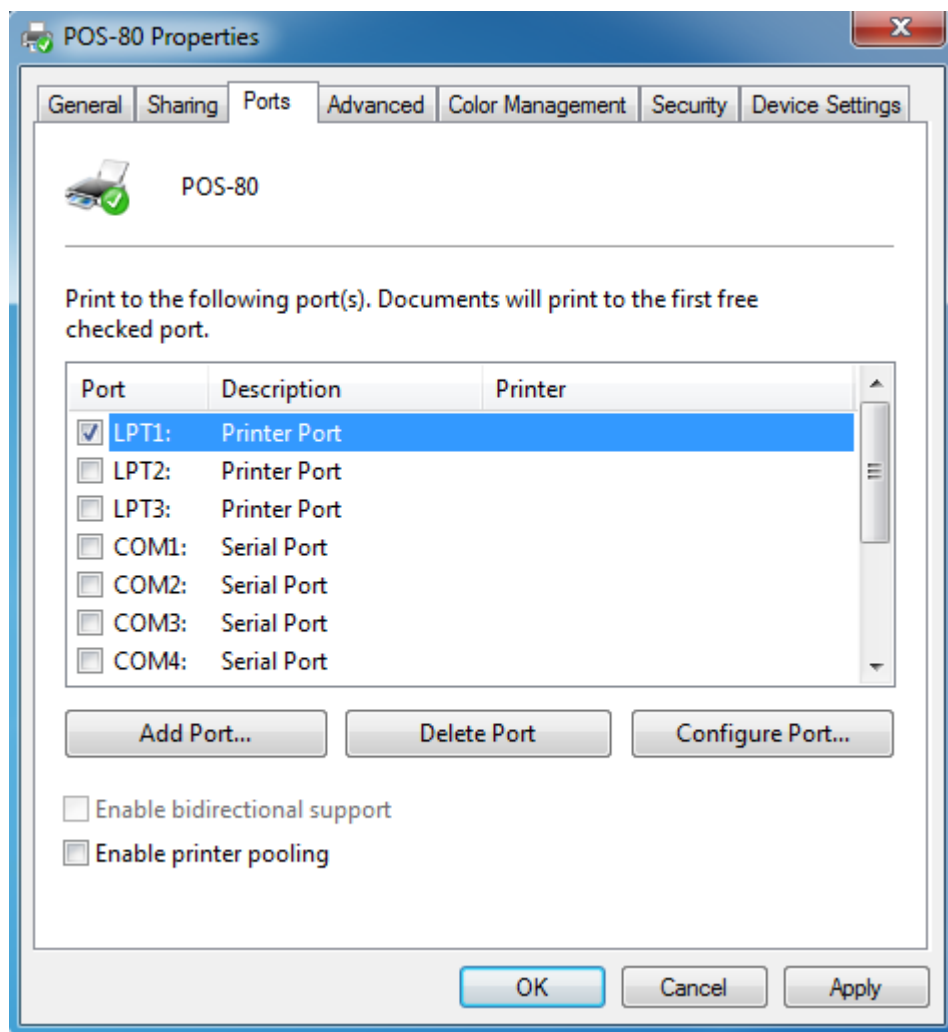 POS-80 Properties
General Sharing Ports Advanced Color Management Security Device Settings
POS-80
Print to the following port(s). Documents will print to the first free
checked port.
Port Description Printer
LPT1: Printer Port
LPT2: Printer Port
LPT3: Printer Port
COM1: Serial Port
COM2: Serial Port
COM3: Serial Port
COM4: Serial Port
Add Port... Delete Port Configure Port...
Enable bidirectional support
Enable printer pooling
OK Cancel Apply